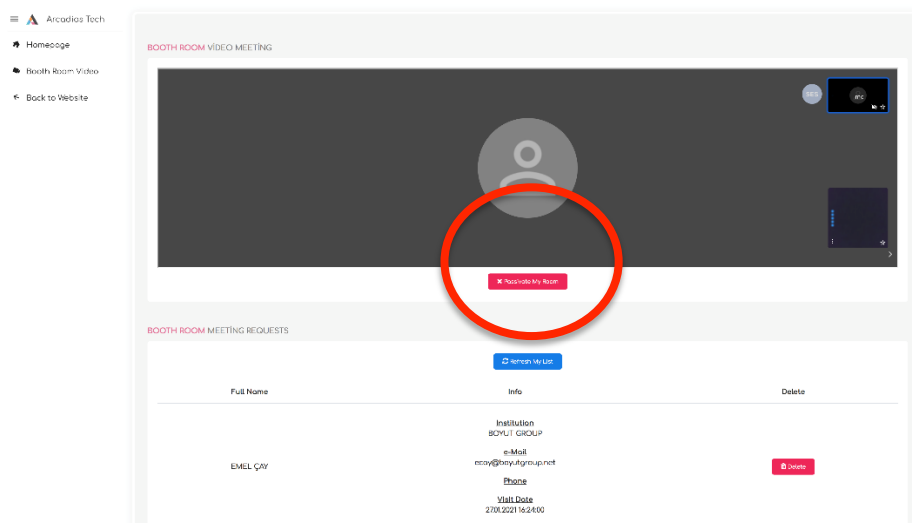 Arcadias Tech
Homepage
Booth Room Video
Back to Website
BOOTH ROOM VİDEO MEETİNG
Passivate My Room
BOOTH ROOM MEETİNG REQUESTS
Refresh My List
Full Name Info Delete
Institution
BOYUT GROUP
e-Mail
EMEL ÇAY ecay@boyutgroup.net Delete
Phone
Visit Date
27.01.2021 16:24:00